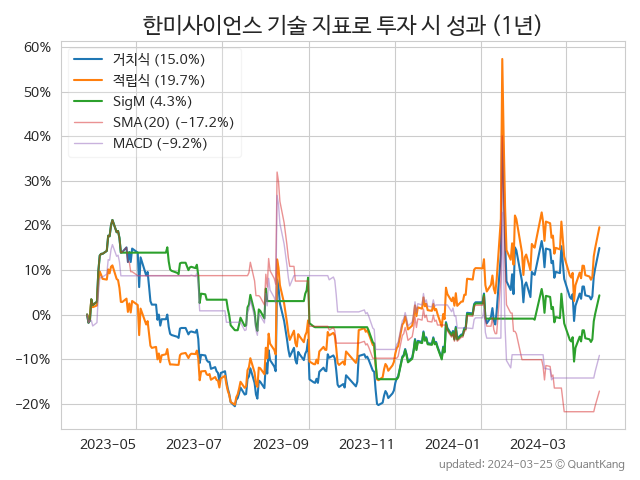 한미사이언스 기술 지표로 투자 시 성과 (1년)
60%
50%
40%
30%
20%
10%
0%
−10%
−20%
거치식 (15.0%)
적립식 (19.7%)
SigM (4.3%)
SMA(20) (−17.2%)
MACD (−9.2%)
2023-05
2023-07
2023-09
2023-11
2024-01
2024-03
updated: 2024-03-25 © QuantKang